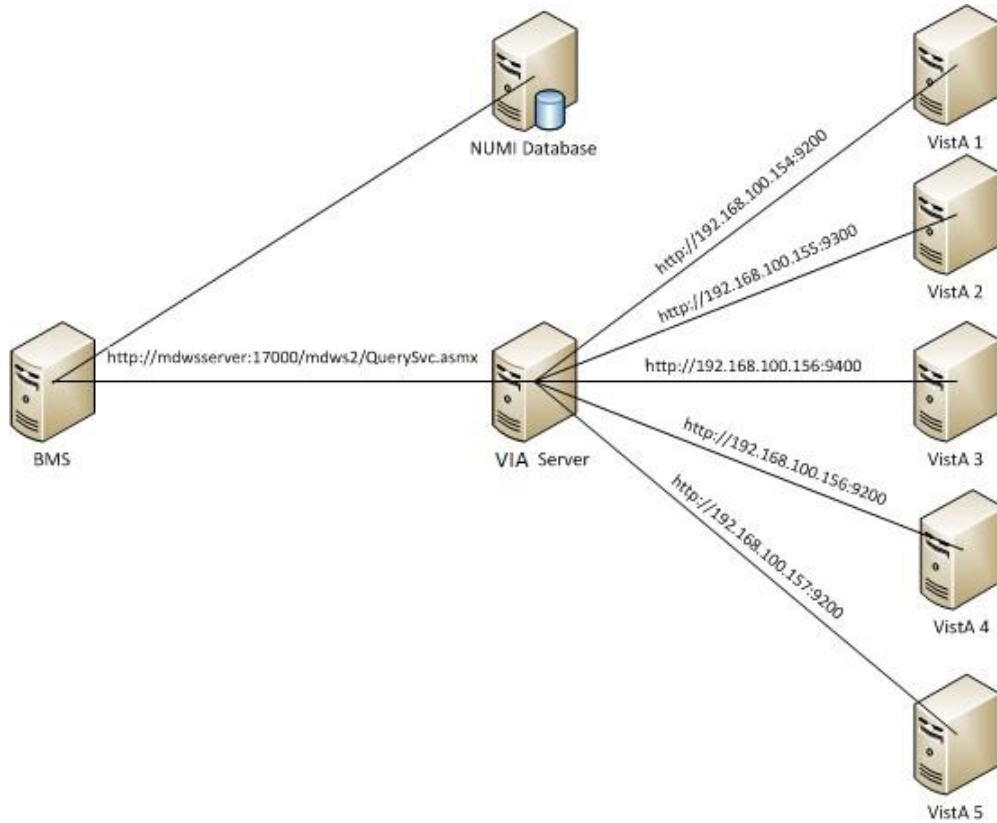 NUMI Database
VistA 1
http://192.168.100.154:9200
VistA 2
http://192.168.100.155:9300
http://mdwsserver:17000/mdws2/QuerySvc.asmx
http://192.168.100.156:9400
BMS
VIA Server
VistA 3
http://192.168.100.156:9200
http://192.168.100.157:9200
VistA 4
VistA 5